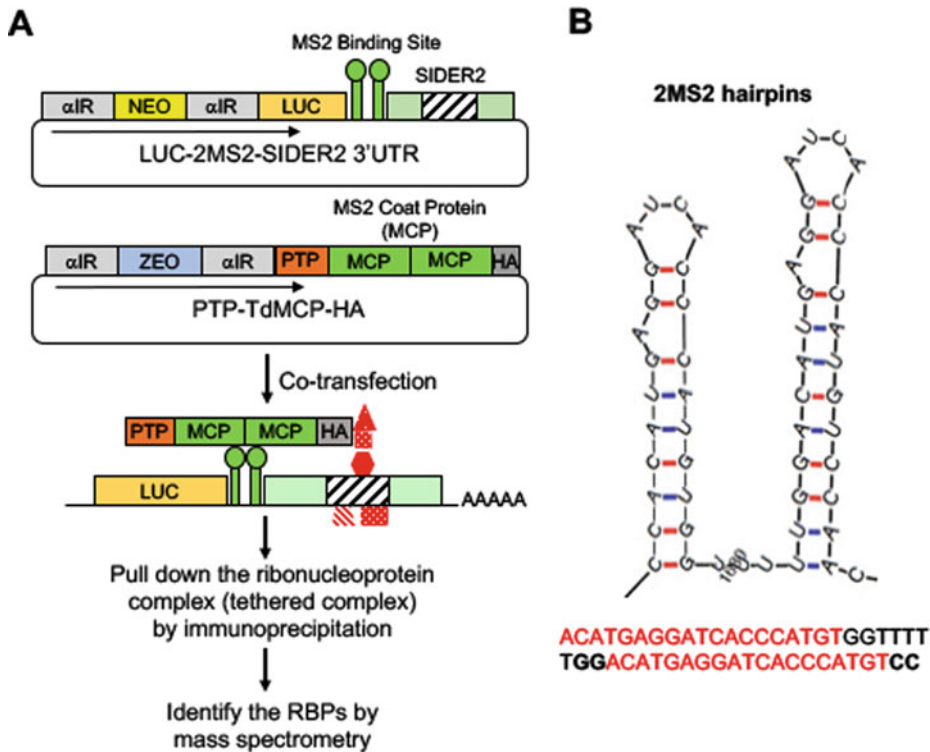 A
MS2 Binding Site
SIDER2
αIR NEO αIR LUC
LUC-2MS2-SIDER2 3'UTR
MS2 Coat Protein
(MCP)
αIR ZEO αIR PTP MCP MCP HA
PTP-TdMCP-HA
Co-transfection
PTP MCP MCP HA
LUC
AAAAA
Pull down the ribonucleoprotein
complex (tethered complex)
by immunoprecipitation
Identify the RBPs by
mass spectrometry
B
2MS2 hairpins
ACATGAGGATCACCCATGTGGTTTT
TGGACATGAGGATCACCCATGTCC